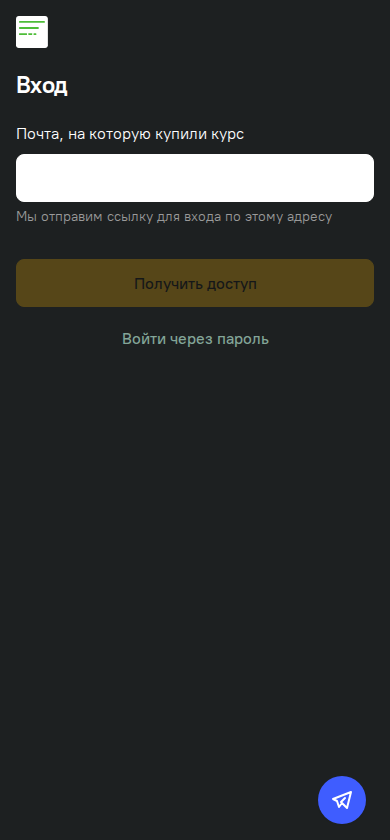 Вход
Почта, на которую купили курс
Мы отправим ссылку для входа по этому адресу
Получить доступ
Войти через пароль